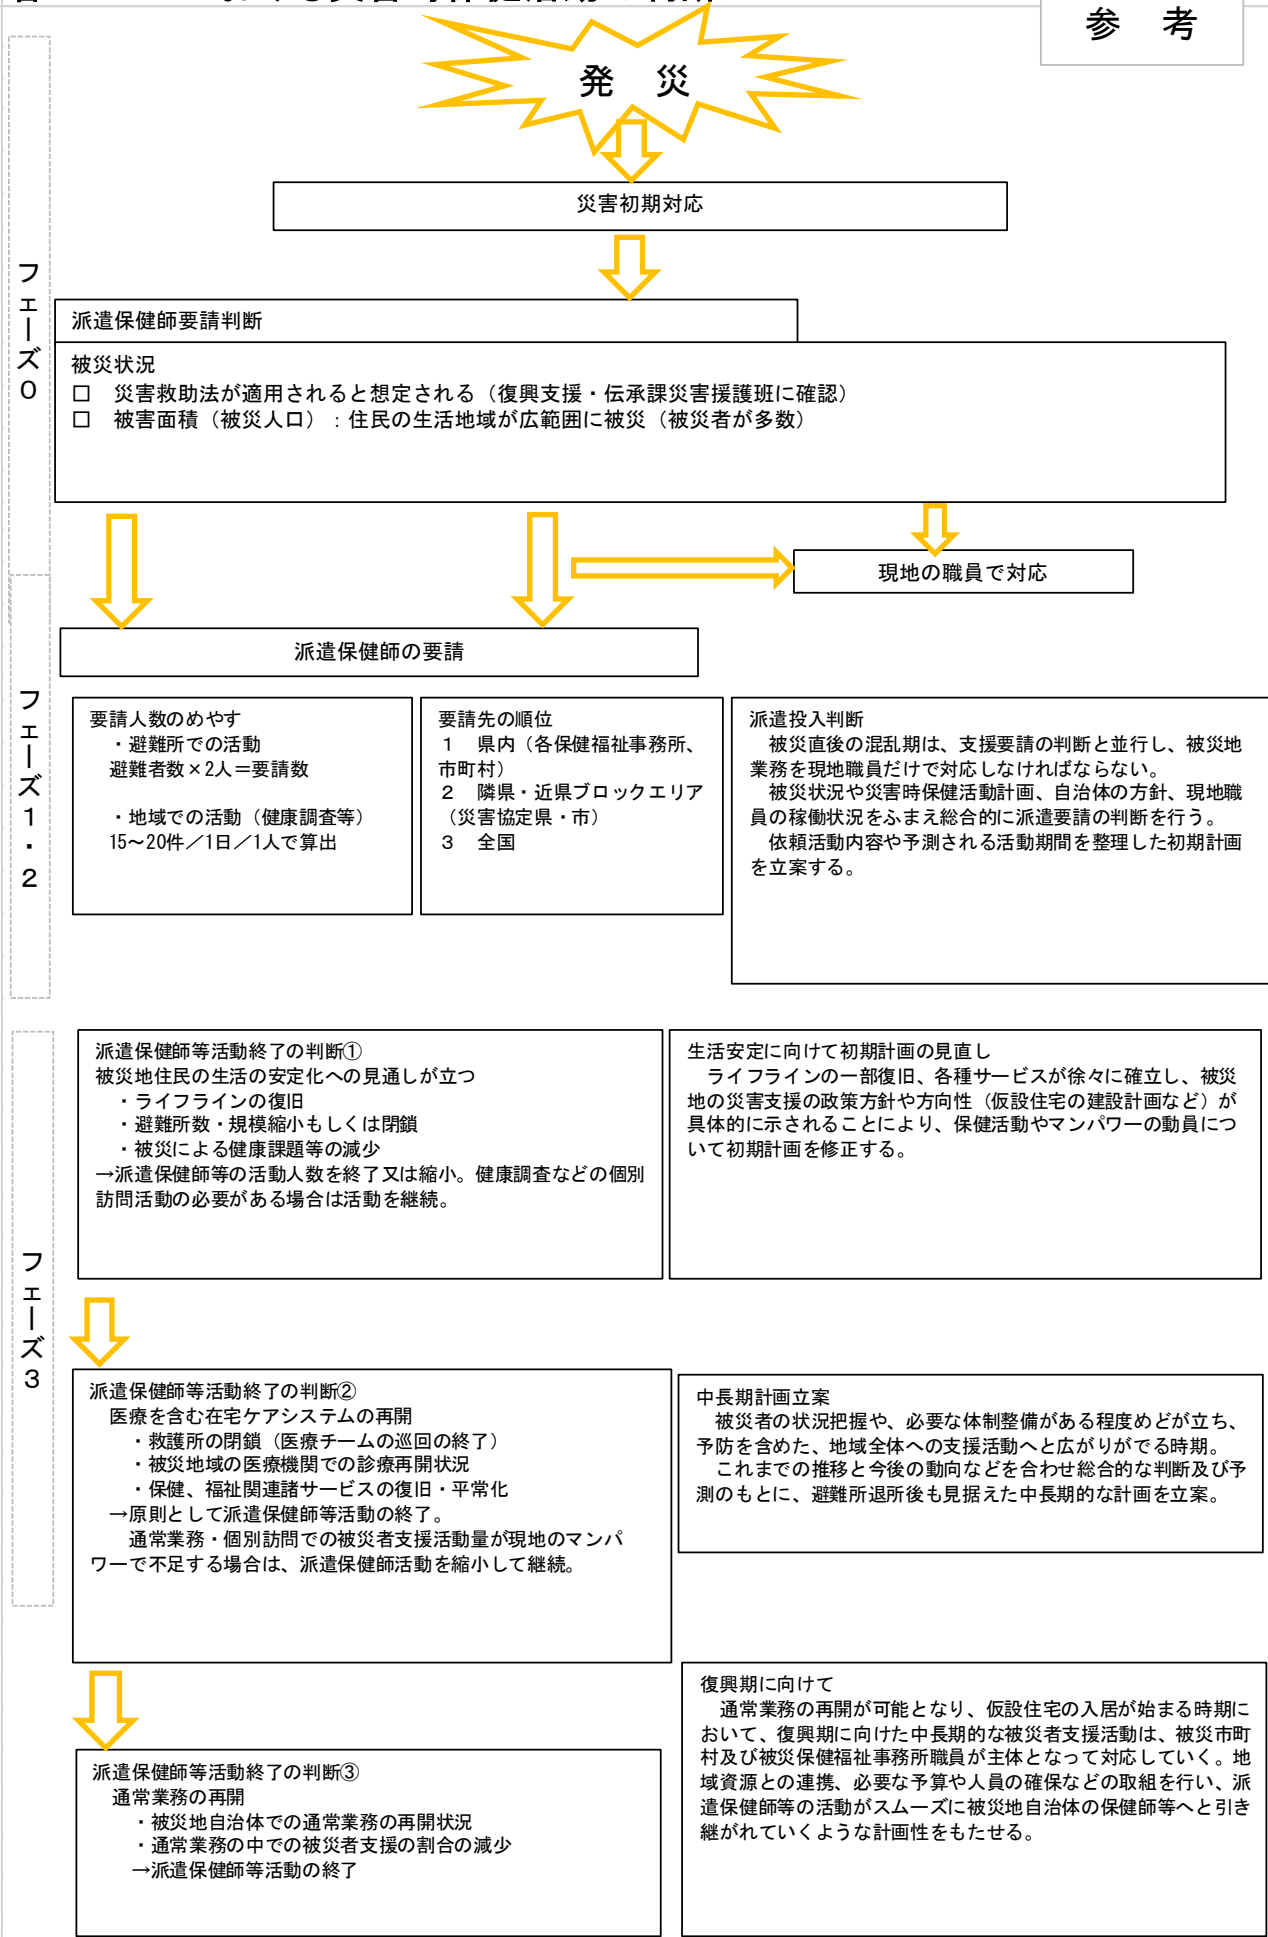 参　考
発　災
災害初期対応
フェーズ０
派遣保健師要請判断
被災状況
□　災害救助法が適用されると想定される（復興支援・伝承課災害援護班に確認）
□　被害面積（被災人口）：住民の生活地域が広範囲に被災（被災者が多数）
現地の職員で対応
派遣保健師の要請
フェーズ１・２
要請人数のめやす
・避難所での活動
避難者数×2人＝要請数
・地域での活動（健康調査等）
15～20件／1日／1人で算出
要請先の順位
１　県内（各保健福祉事務所、
市町村）
２　隣県・近県ブロックエリア
（災害協定県・市）
３　全国
派遣投入判断
被災直後の混乱期は、支援要請の判断と並行し、被災地
業務を現地職員だけで対応しなければならない。
被災状況や災害時保健活動計画、自治体の方針、現地職
員の稼働状況をふまえ総合的に派遣要請の判断を行う。
依頼活動内容や予測される活動期間を整理した初期計画
を立案する。
フェーズ３
派遣保健師等活動終了の判断①
被災地住民の生活の安定化への見通しが立つ
・ライフラインの復旧
・避難所数・規模縮小もしくは閉鎖
・被災による健康課題等の減少
→派遣保健師等の活動人数を終了又は縮小。健康調査などの個別
訪問活動の必要がある場合は活動を継続。
生活安定に向けて初期計画の見直し
ライフラインの一部復旧、各種サービスが徐々に確立し、被災
地の災害支援の政策方針や方向性（仮設住宅の建設計画など）が
具体的に示されることにより、保健活動やマンパワーの動員につ
いて初期計画を修正する。
派遣保健師等活動終了の判断②
医療を含む在宅ケアシステムの再開
・救護所の閉鎖（医療チームの巡回の終了）
・被災地域の医療機関での診療再開状況
・保健、福祉関連諸サービスの復旧・平常化
→原則として派遣保健師等活動の終了。
通常業務・個別訪問での被災者支援活動量が現地のマンパ
ワーで不足する場合は、派遣保健師活動を縮小して継続。
中長期計画立案
被災者の状況把握や、必要な体制整備がある程度めどが立ち、
予防を含めた、地域全体への支援活動へと広がりがでる時期。
これまでの推移と今後の動向などを合わせ総合的な判断及び予
測のもとに、避難所退所後も見据えた中長期的な計画を立案。
派遣保健師等活動終了の判断③
通常業務の再開
・被災地自治体での通常業務の再開状況
・通常業務の中での被災者支援の割合の減少
→派遣保健師等活動の終了
復興期に向けて
通常業務の再開が可能となり、仮設住宅の入居が始まる時期に
おいて、復興期に向けた中長期的な被災者支援活動は、被災市町
村及び被災保健福祉事務所職員が主体となって対応していく。地
域資源との連携、必要な予算や人員の確保などの取組を行い、派
遣保健師等の活動がスムーズに被災地自治体の保健師等へと引き
継がれていくような計画性をもたせる。